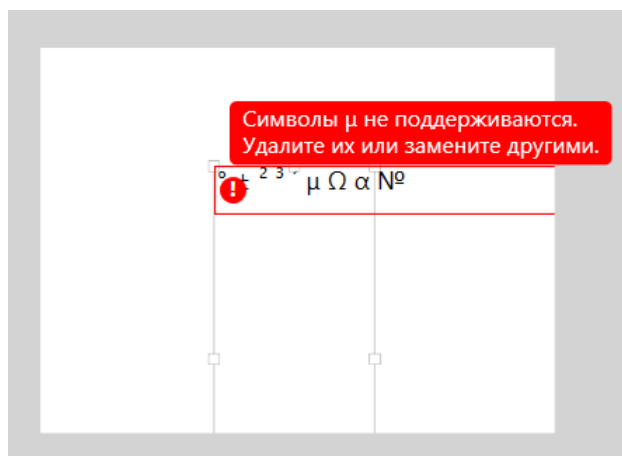 Символы μ не поддерживаются.
Удалите их или замените другими.
° ± ² ³ μ Ω α №